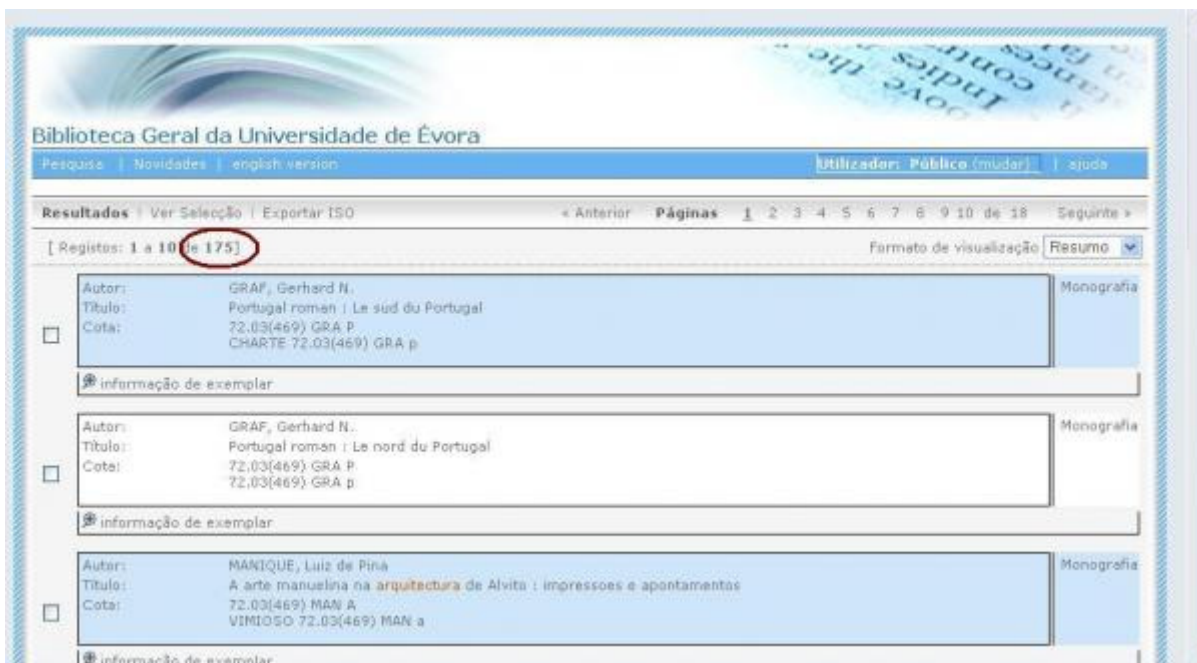 ove the
Indies
Biblioteca Geral da Universidade de Évora
Pesquisa | Novidades | english version Utilizador: Público (mudar) | ajuda
Resultados | Ver Selecção | Exportar ISO « Anterior Páginas 1 2 3 4 5 6 7 8 9 10 de 18 Seguinte »
[ Registos: 1 a 10 de 175] Formato de visualização Resumo
Autor: GRAF, Gerhard N. Monografia
Título: Portugal roman : Le sud du Portugal
Cota: 72.03(469) GRA P
CHARTE 72.03(469) GRA p
informação de exemplar
Autor: GRAF, Gerhard N. Monografia
Título: Portugal roman : Le nord du Portugal
Cota: 72.03(469) GRA P
72.03(469) GRA p
informação de exemplar
Autor: MANIQUE, Luiz de Pina Monografia
Título: A arte manuelina na arquitectura de Alvito : impressoes e apontamentos
Cota: 72.03(469) MAN A
VIMIOSO 72.03(469) MAN a
informação de exemplar